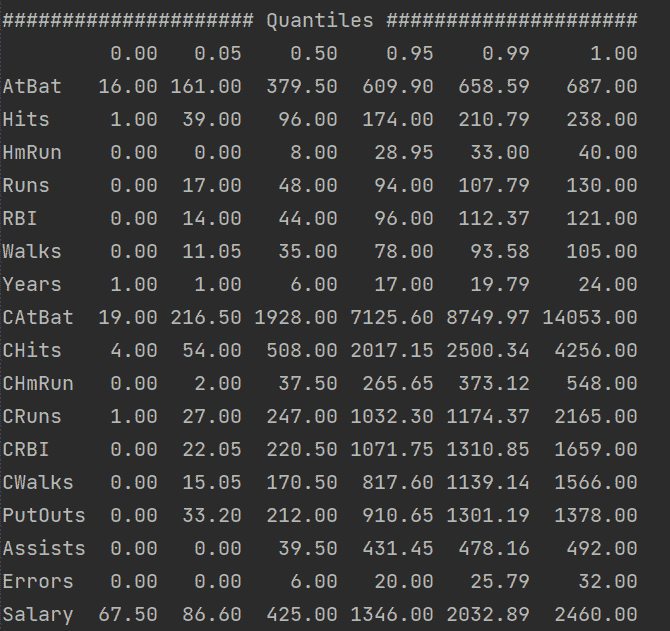 ##################### Quantiles #####################
0.00 0.05 0.50 0.95 0.99 1.00
AtBat 16.00 161.00 379.50 609.90 658.59 687.00
Hits 1.00 39.00 96.00 174.00 210.79 238.00
HmRun 0.00 0.00 8.00 28.95 33.00 40.00
Runs 0.00 17.00 48.00 94.00 107.79 130.00
RBI 0.00 14.00 44.00 96.00 112.37 121.00
Walks 0.00 11.05 35.00 78.00 93.58 105.00
Years 1.00 1.00 6.00 17.00 19.79 24.00
CAtBat 19.00 216.50 1928.00 7125.60 8749.97 14053.00
CHits 4.00 54.00 508.00 2017.15 2500.34 4256.00
CHmRun 0.00 2.00 37.50 265.65 373.12 548.00
CRuns 1.00 27.00 247.00 1032.30 1174.37 2165.00
CRBI 0.00 22.05 220.50 1071.75 1310.85 1659.00
CWalks 0.00 15.05 170.50 817.60 1139.14 1566.00
PutOuts 0.00 33.20 212.00 910.65 1301.19 1378.00
Assists 0.00 0.00 39.50 431.45 478.16 492.00
Errors 0.00 0.00 6.00 20.00 25.79 32.00
Salary 67.50 86.60 425.00 1346.00 2032.89 2460.00